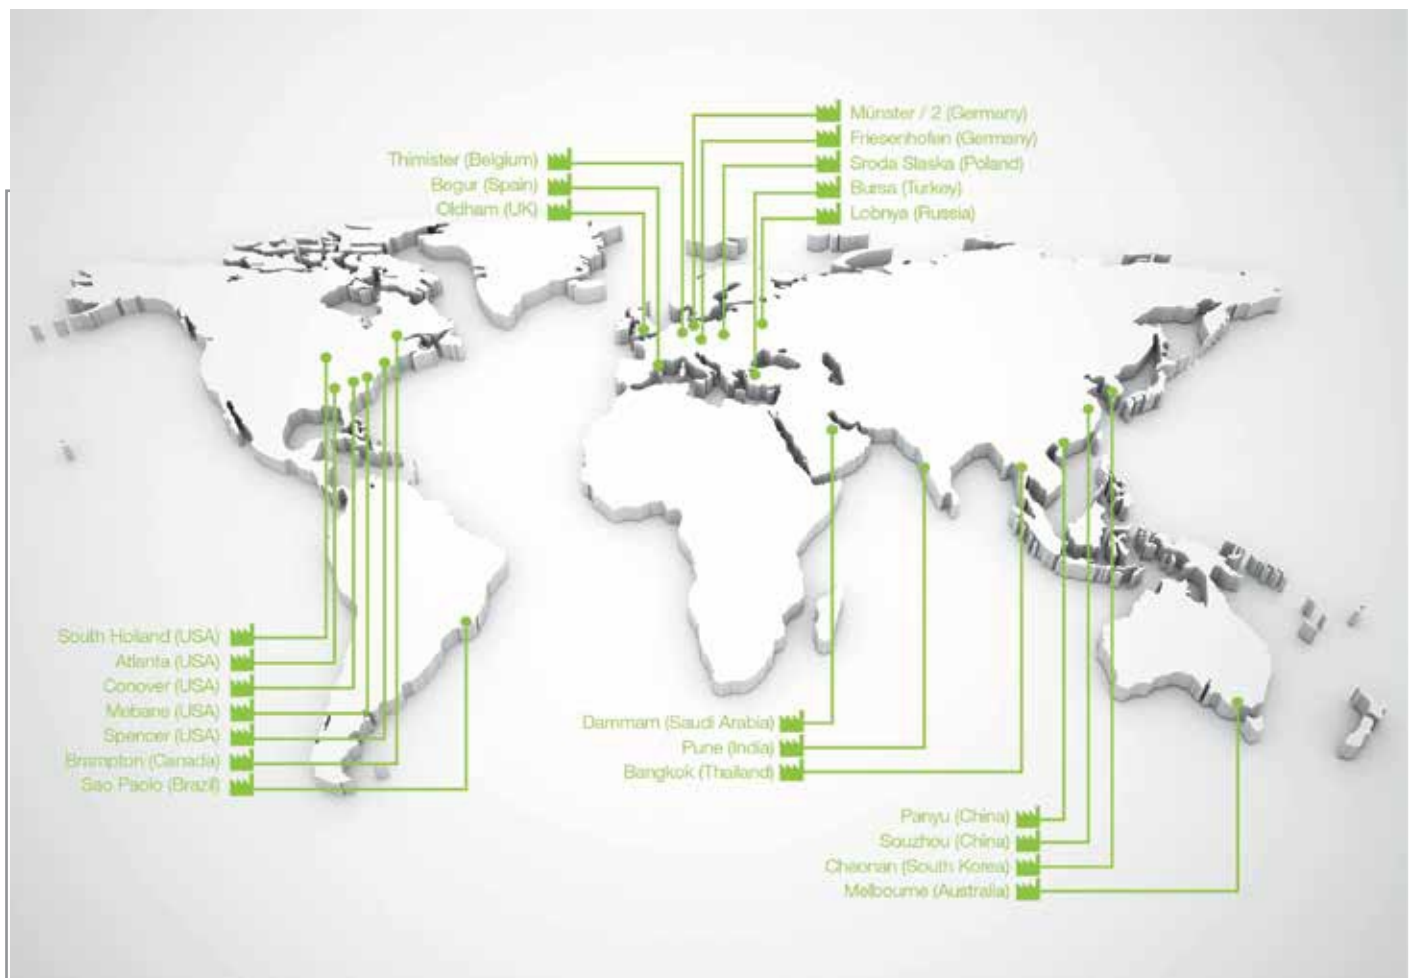 Münster / 2 (Germany)
Friesenhofen (Germany)
Sroda Slaska (Poland)
Bursa (Turkey)
Lobnya (Russia)
Thimister (Belgium)
Begur (Spain)
Oldham (UK)
South Holland (USA)
Atlanta (USA)
Conover (USA)
Mebane (USA)
Spencer (USA)
Brampton (Canada)
Sao Paolo (Brazil)
Dammam (Saudi Arabia)
Pune (India)
Bangkok (Thailand)
Panyu (China)
Souzhou (China)
Cheonan (South Korea)
Melbourne (Australia)